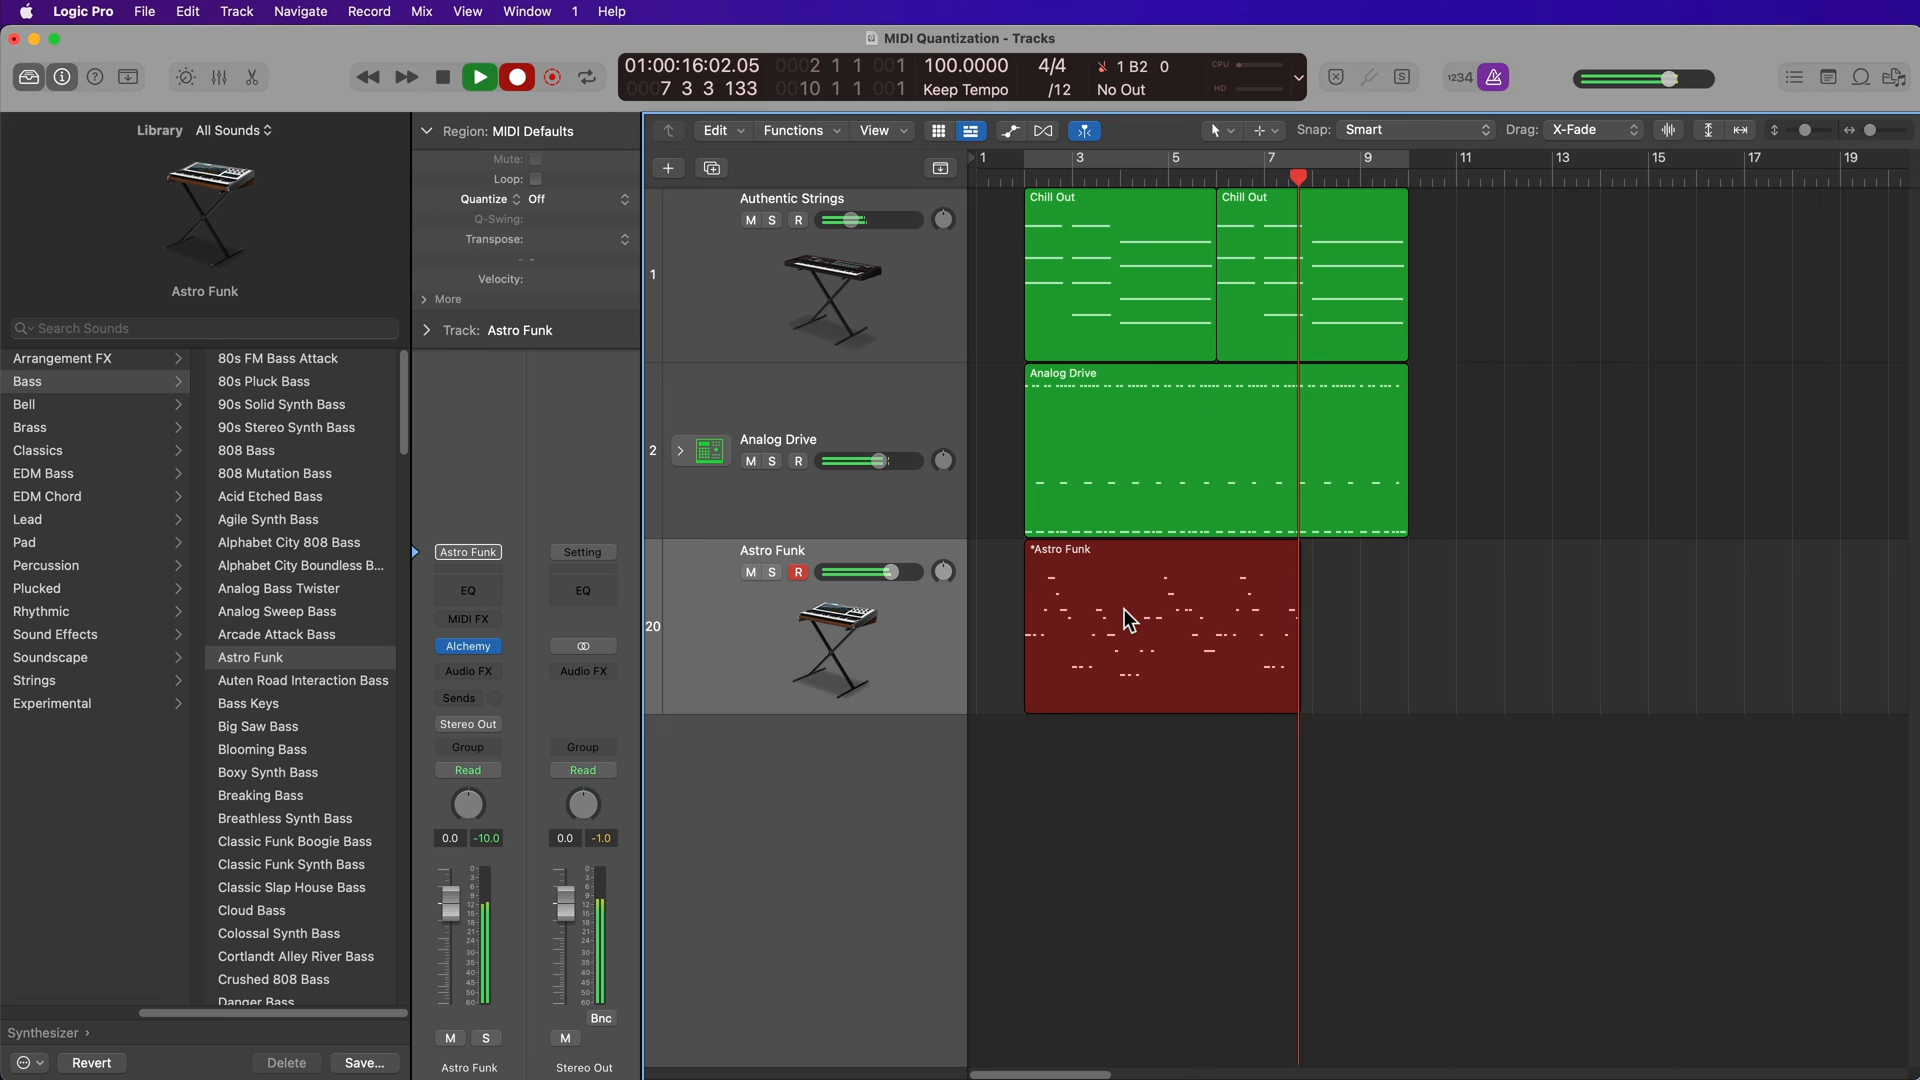 Logic Pro File Edit Track Navigate Record Mix View Window 1 Help
MIDI Quantization - Tracks
01:00:16:02.05 0002 1 1 001 100.0000 4/4 1 B2 0 CPU
0007 3 3 133 0010 1 1 001 Keep Tempo /12 No Out HD
1234
Library All Sounds
Astro Funk
Search Sounds
Arrangement FX
Bass
Bell
Brass
Classics
EDM Bass
EDM Chord
Lead
Pad
Percussion
Plucked
Rhythmic
Sound Effects
Soundscape
Strings
Experimental
80s FM Bass Attack
80s Pluck Bass
90s Solid Synth Bass
90s Stereo Synth Bass
808 Bass
808 Mutation Bass
Acid Etched Bass
Agile Synth Bass
Alphabet City 808 Bass
Alphabet City Boundless B...
Analog Bass Twister
Analog Sweep Bass
Arcade Attack Bass
Astro Funk
Auten Road Interaction Bass
Bass Keys
Big Saw Bass
Blooming Bass
Boxy Synth Bass
Breaking Bass
Breathless Synth Bass
Classic Funk Boogie Bass
Classic Funk Synth Bass
Classic Slap House Bass
Cloud Bass
Colossal Synth Bass
Cortlandt Alley River Bass
Crushed 808 Bass
Danger Bass
Synthesizer ›
Revert Delete Save...
Region: MIDI Defaults
Mute:
Loop:
Quantize Off
Q-Swing:
Transpose:
- -
Velocity:
More
Track: Astro Funk
Astro Funk Setting
EQ EQ
MIDI FX
Alchemy
Audio FX Audio FX
Sends
Stereo Out
Group Group
Read Read
0.0 -10.0 0.0 -1.0
Bnc
M S M
Astro Funk Stereo Out
Edit Functions View Snap: Smart Drag: X-Fade
1 3 5 7 9 11 13 15 17 19
1 Authentic Strings
M S R
Chill Out Chill Out
2 Analog Drive
M S R
Analog Drive
20 Astro Funk
M S R
*Astro Funk